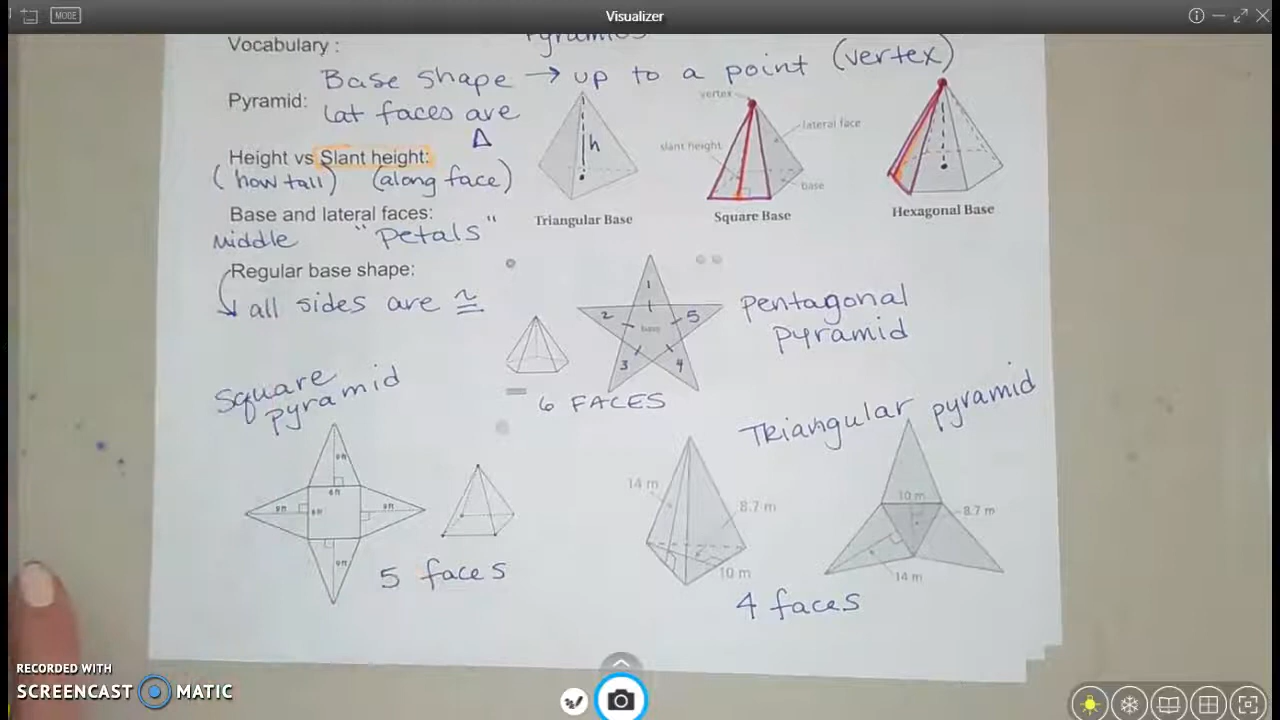 MODE
Visualizer
Vocabulary :
Pyramids
Base shape → up to a point (vertex)
Pyramid:
Lat faces are
Δ
vertex
lateral face
slant height
base
h
Height vs Slant height:
(how tall) (along face)
Triangular Base
Square Base
Hexagonal Base
Base and lateral faces:
Middle "Petals"
Regular base shape:
all sides are ≅
1
2
base
5
3
4
pentagonal
pyramid
6 FACES
Square
pyramid
Triangular pyramid
14 m
8.7 m
10 m
10 m
8.7 m
14 m
5 faces
4 faces
RECORDED WITH
SCREENCAST MATIC